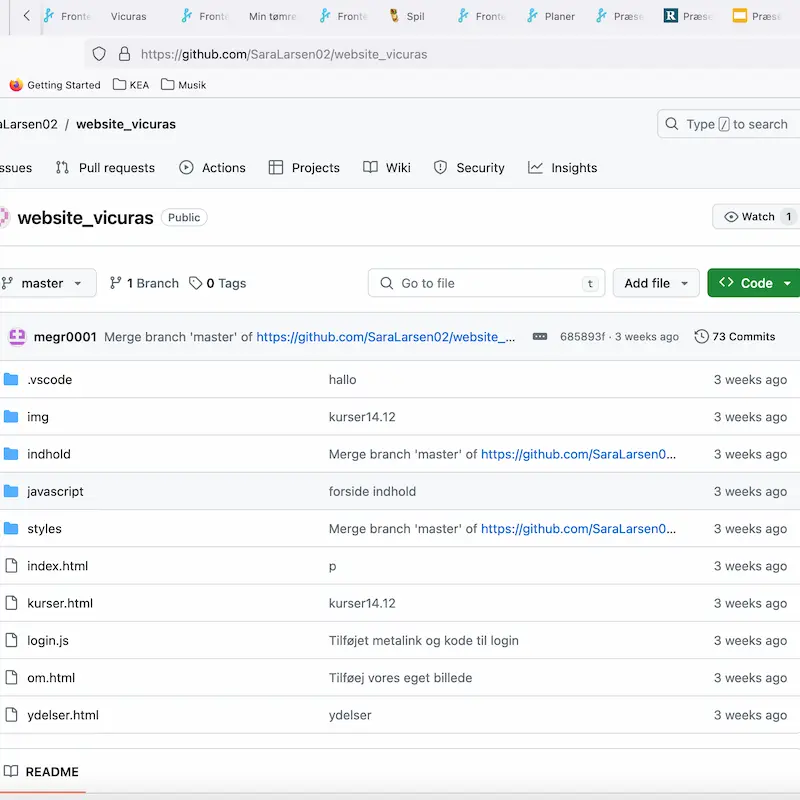 Fronte Vicuras Fronte Min tømre Fronte Spil Fronte Planer Præse R Præse Præse
https://github.com/SaraLarsen02/website_vicuras
Getting Started KEA Musik
aLarsen02 / website_vicuras Type / to search
ssues Pull requests Actions Projects Wiki Security Insights
website_vicuras Public Watch 1
master 1 Branch 0 Tags Go to file t Add file Code
megr0001 Merge branch 'master' of https://github.com/SaraLarsen02/website_... 685893f · 3 weeks ago 73 Commits
.vscode hallo 3 weeks ago
img kurser14.12 3 weeks ago
indhold Merge branch 'master' of https://github.com/SaraLarsen0... 3 weeks ago
javascript forside indhold 3 weeks ago
styles Merge branch 'master' of https://github.com/SaraLarsen0... 3 weeks ago
index.html p 3 weeks ago
kurser.html kurser14.12 3 weeks ago
login.js Tilføjet metalink og kode til login 3 weeks ago
om.html Tilføej vores eget billede 3 weeks ago
ydelser.html ydelser 3 weeks ago
README